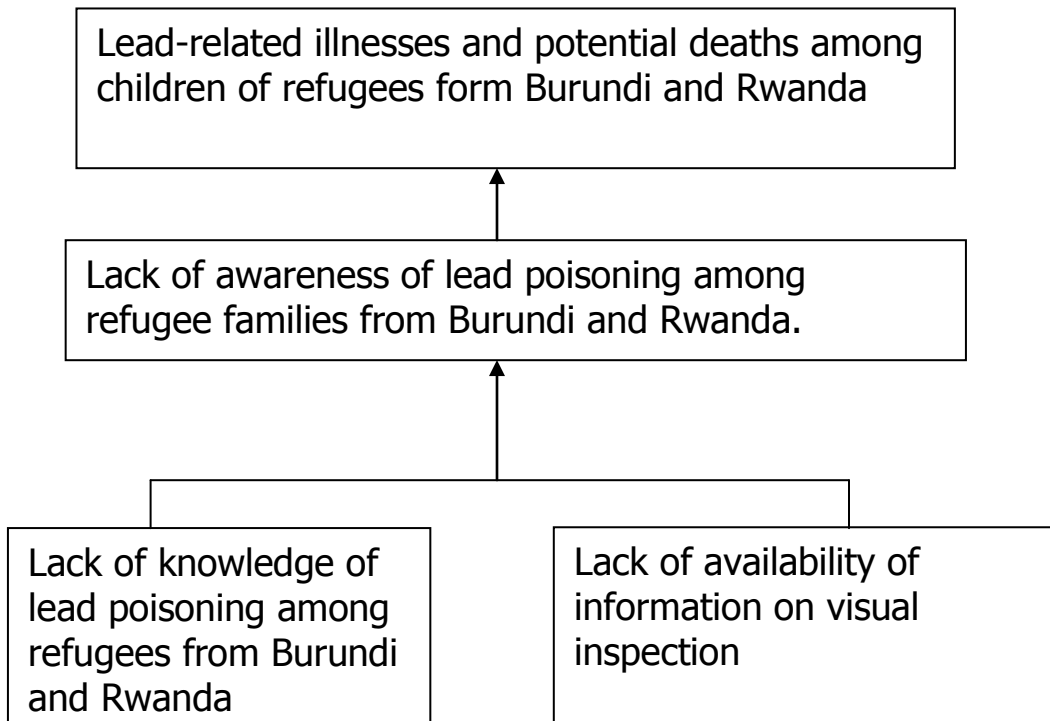 Lead-related illnesses and potential deaths among
children of refugees form Burundi and Rwanda
Lack of awareness of lead poisoning among
refugee families from Burundi and Rwanda.
Lack of knowledge of
lead poisoning among
refugees from Burundi
and Rwanda
Lack of availability of
information on visual
inspection